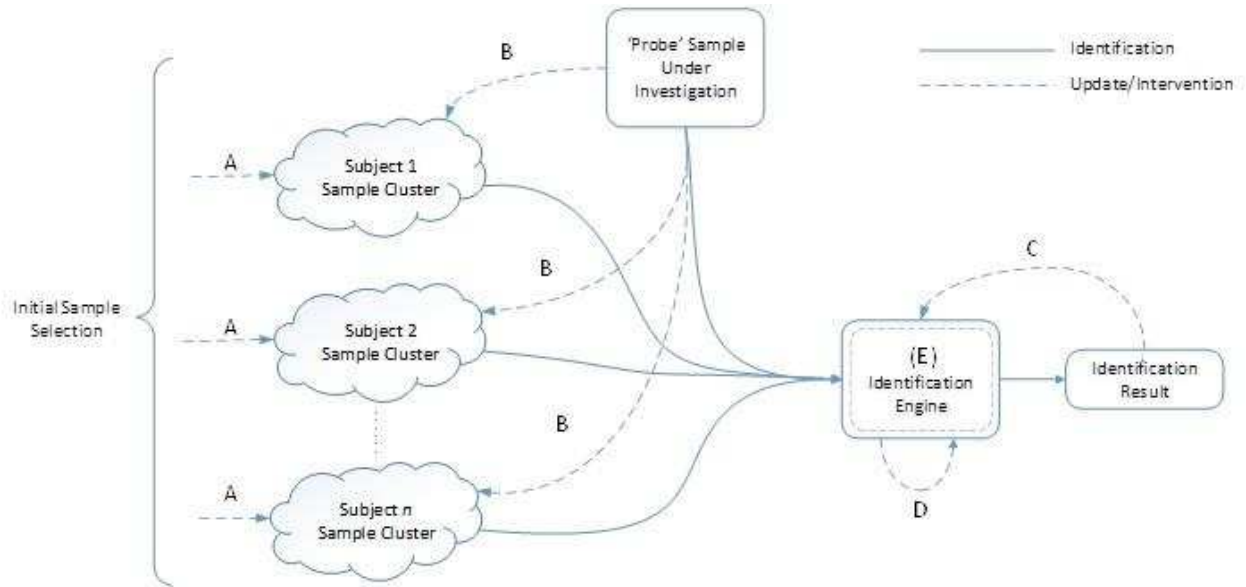 'Probe' Sample
Under
Investigation
Identification
Update/Intervention
B
A
Subject 1
Sample Cluster
B
C
Initial Sample
Selection
A
Subject 2
Sample Cluster
(E)
Identification
Engine
Identification
Result
B
A
D
Subject n
Sample Cluster